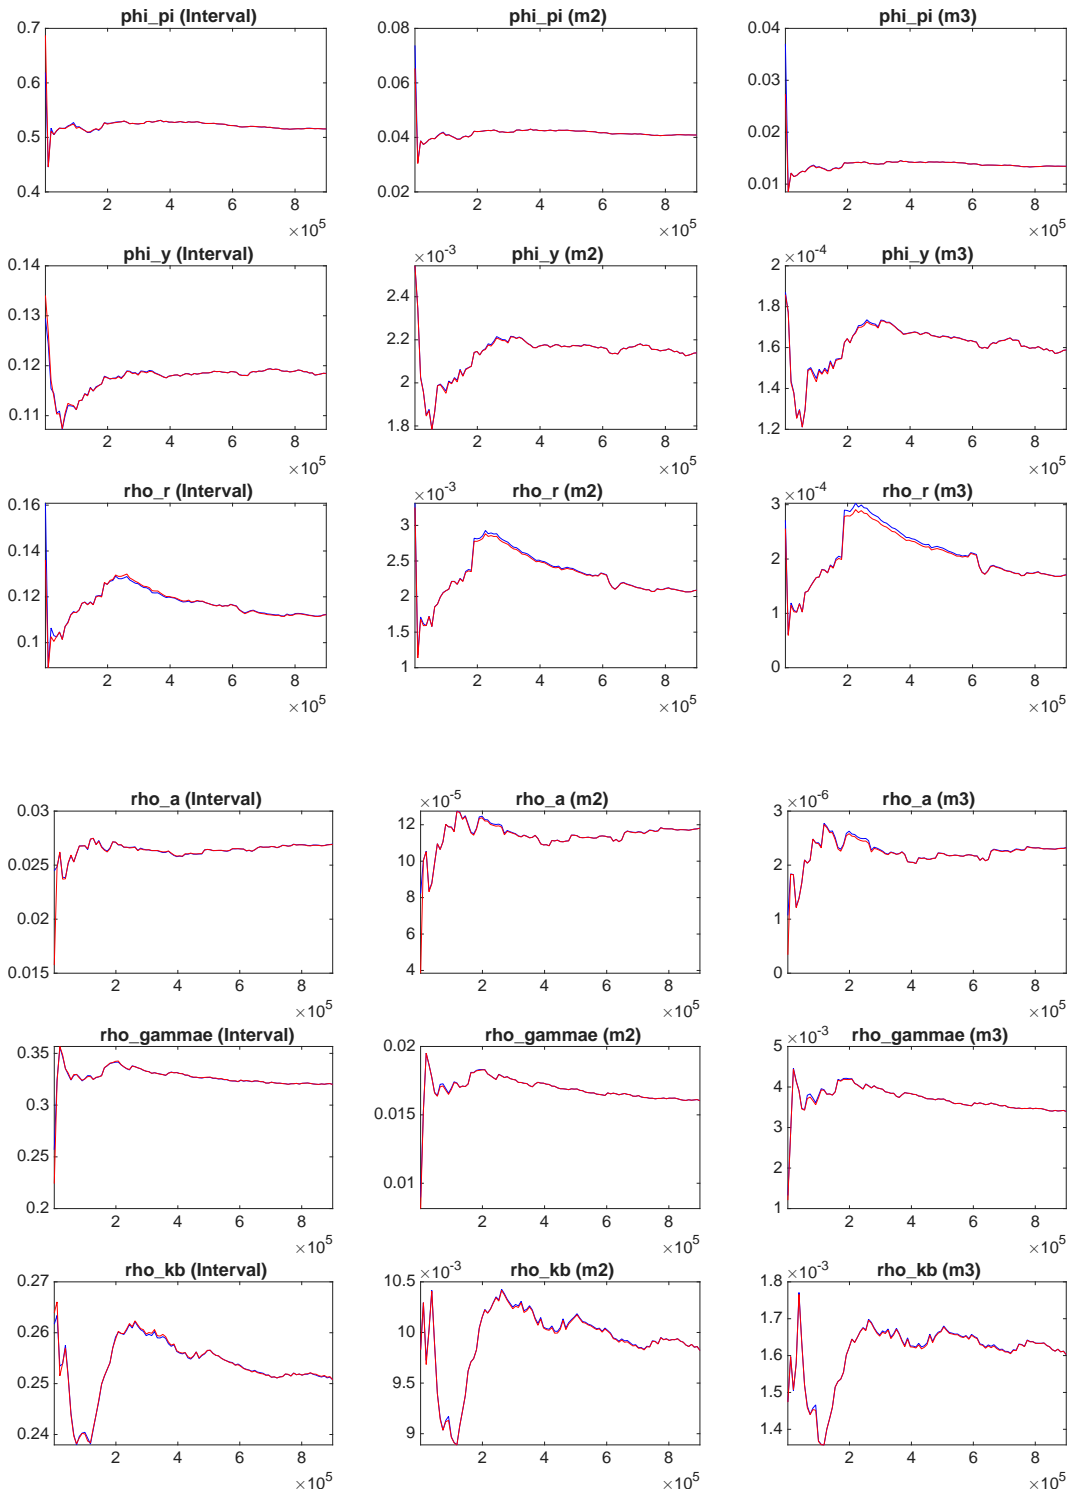 phi_pi (Interval) phi_pi (m2) phi_pi (m3)
0.7 0.08 0.04
0.6 0.06 0.03
0.5 0.04 0.02
0.4 0.02 0.01
2 4 6 8 2 4 6 8 2 4 6 8
×10^5 ×10^5 ×10^5
phi_y (Interval) ×10^-3 phi_y (m2) ×10^-4 phi_y (m3)
0.14 2.4 2
0.13 2.2 1.8
0.12 2 1.6
0.11 1.8 1.4
1.2
2 4 6 8 2 4 6 8 2 4 6 8
×10^5 ×10^5 ×10^5
rho_r (Interval) ×10^-3 rho_r (m2) ×10^-4 rho_r (m3)
0.16 3 3
0.14 2.5 2
0.12 2 1
0.1 1.5 0
1
2 4 6 8 2 4 6 8 2 4 6 8
×10^5 ×10^5 ×10^5
rho_a (Interval) ×10^-5 rho_a (m2) ×10^-6 rho_a (m3)
0.03 12 3
0.025 10 2
0.02 8 1
0.015 6 0
4
2 4 6 8 2 4 6 8 2 4 6 8
×10^5 ×10^5 ×10^5
rho_gammae (Interval) rho_gammae (m2) ×10^-3 rho_gammae (m3)
0.35 0.02 5
0.3 0.015 4
0.25 0.01 3
0.2 2
1
2 4 6 8 2 4 6 8 2 4 6 8
×10^5 ×10^5 ×10^5
rho_kb (Interval) ×10^-3 rho_kb (m2) ×10^-3 rho_kb (m3)
0.27 10.5 1.8
0.26 10 1.6
0.25 9.5 1.4
0.24 9
2 4 6 8 2 4 6 8 2 4 6 8
×10^5 ×10^5 ×10^5